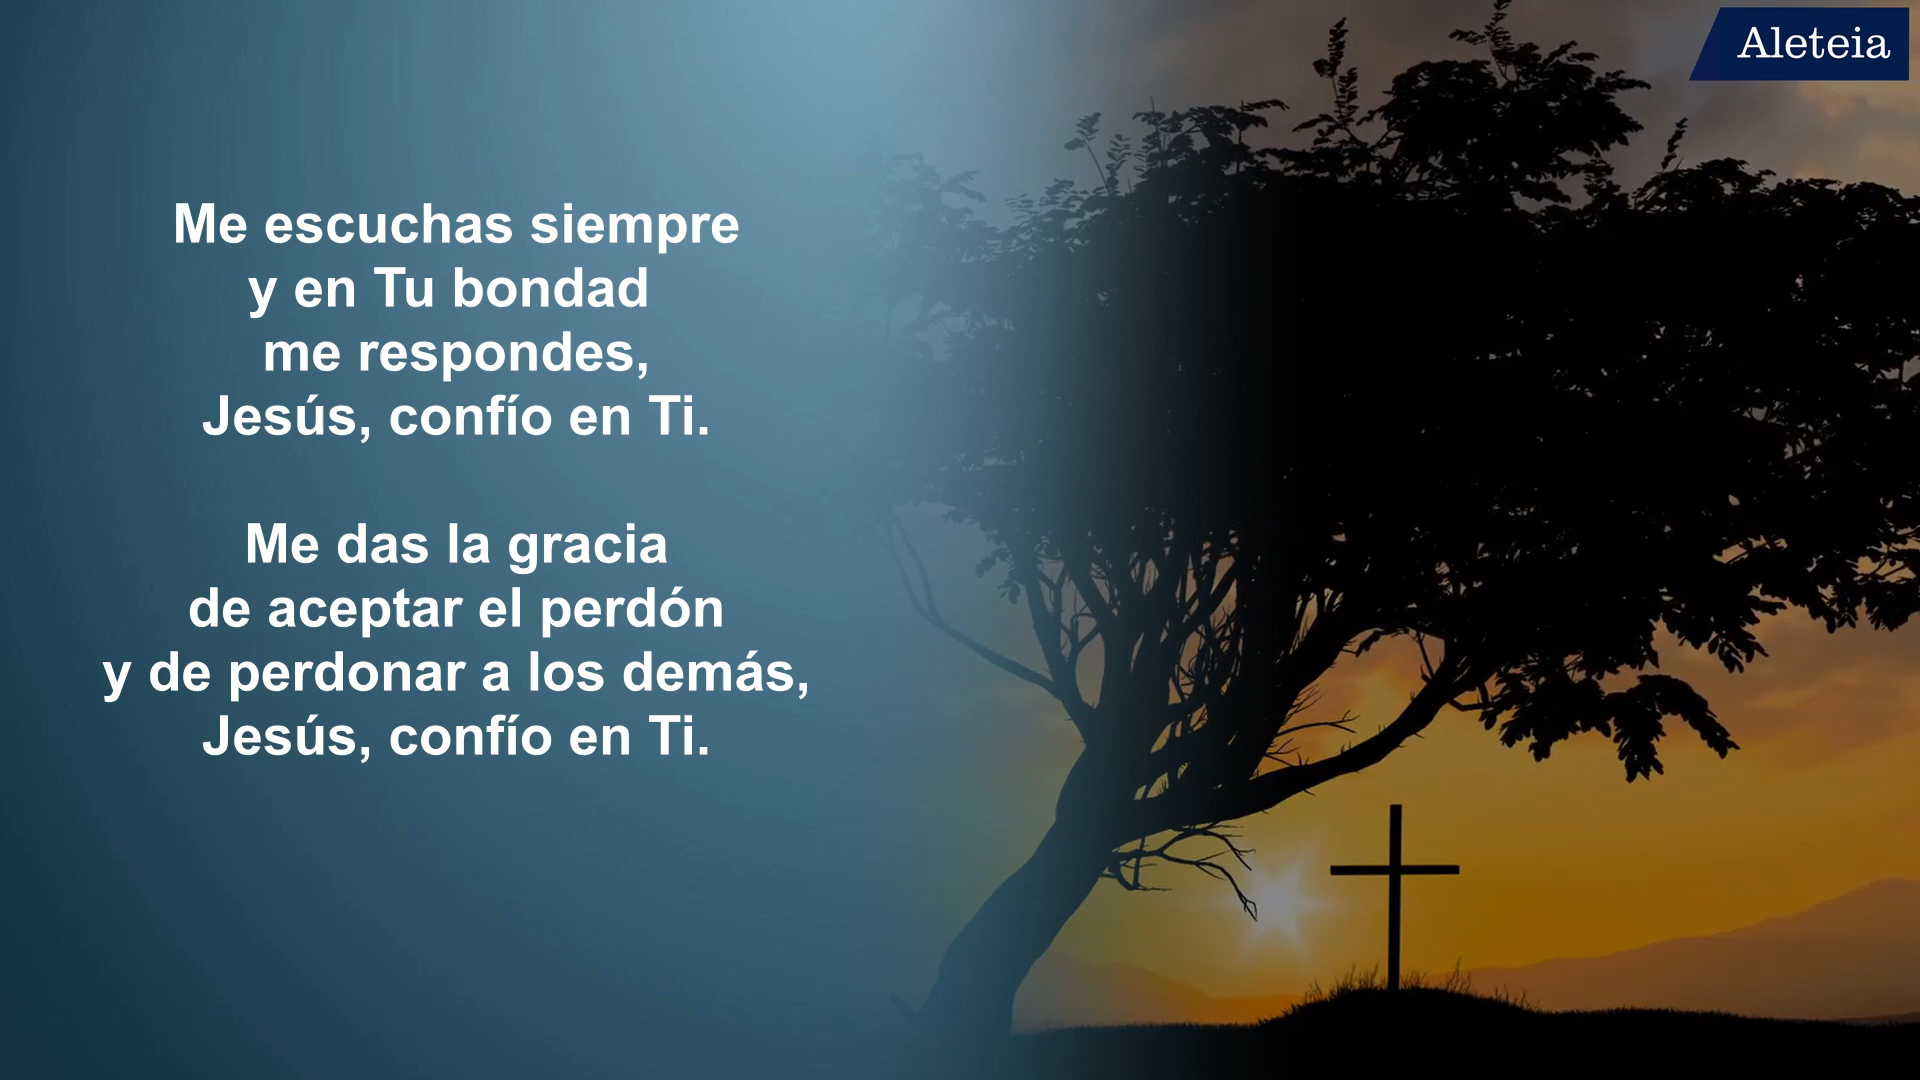 Aleteia
Me escuchas siempre
y en Tu bondad
me respondes,
Jesús, confío en Ti.
Me das la gracia
de aceptar el perdón
y de perdonar a los demás,
Jesús, confío en Ti.